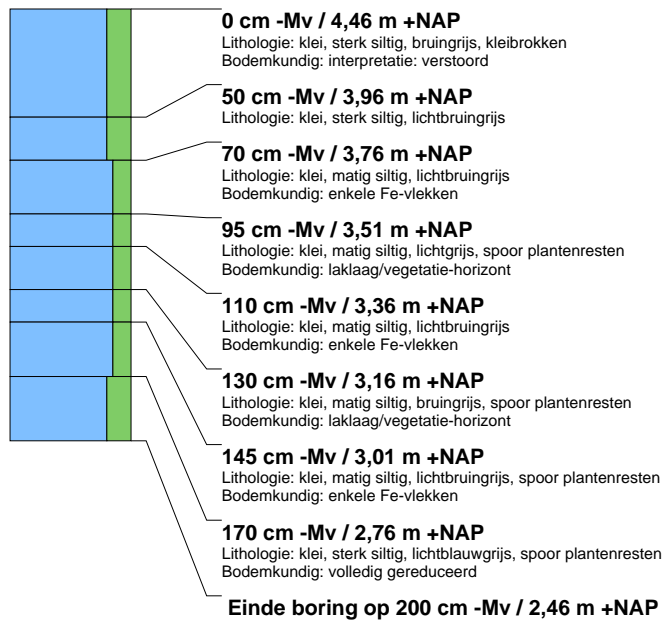 0 cm -Mv / 4,46 m +NAP
Lithologie: klei, sterk siltig, bruingrijs, kleibrokken
Bodemkundig: interpretatie: verstoord
50 cm -Mv / 3,96 m +NAP
Lithologie: klei, sterk siltig, lichtbruingrijs
70 cm -Mv / 3,76 m +NAP
Lithologie: klei, matig siltig, lichtbruingrijs
Bodemkundig: enkele Fe-vlekken
95 cm -Mv / 3,51 m +NAP
Lithologie: klei, matig siltig, lichtgrijs, spoor plantenresten
Bodemkundig: laklaag/vegetatie-horizont
110 cm -Mv / 3,36 m +NAP
Lithologie: klei, matig siltig, lichtbruingrijs
Bodemkundig: enkele Fe-vlekken
130 cm -Mv / 3,16 m +NAP
Lithologie: klei, matig siltig, bruingrijs, spoor plantenresten
Bodemkundig: laklaag/vegetatie-horizont
145 cm -Mv / 3,01 m +NAP
Lithologie: klei, matig siltig, lichtbruingrijs, spoor plantenresten
Bodemkundig: enkele Fe-vlekken
170 cm -Mv / 2,76 m +NAP
Lithologie: klei, sterk siltig, lichtblauwgrijs, spoor plantenresten
Bodemkundig: volledig gereduceerd
Einde boring op 200 cm -Mv / 2,46 m +NAP